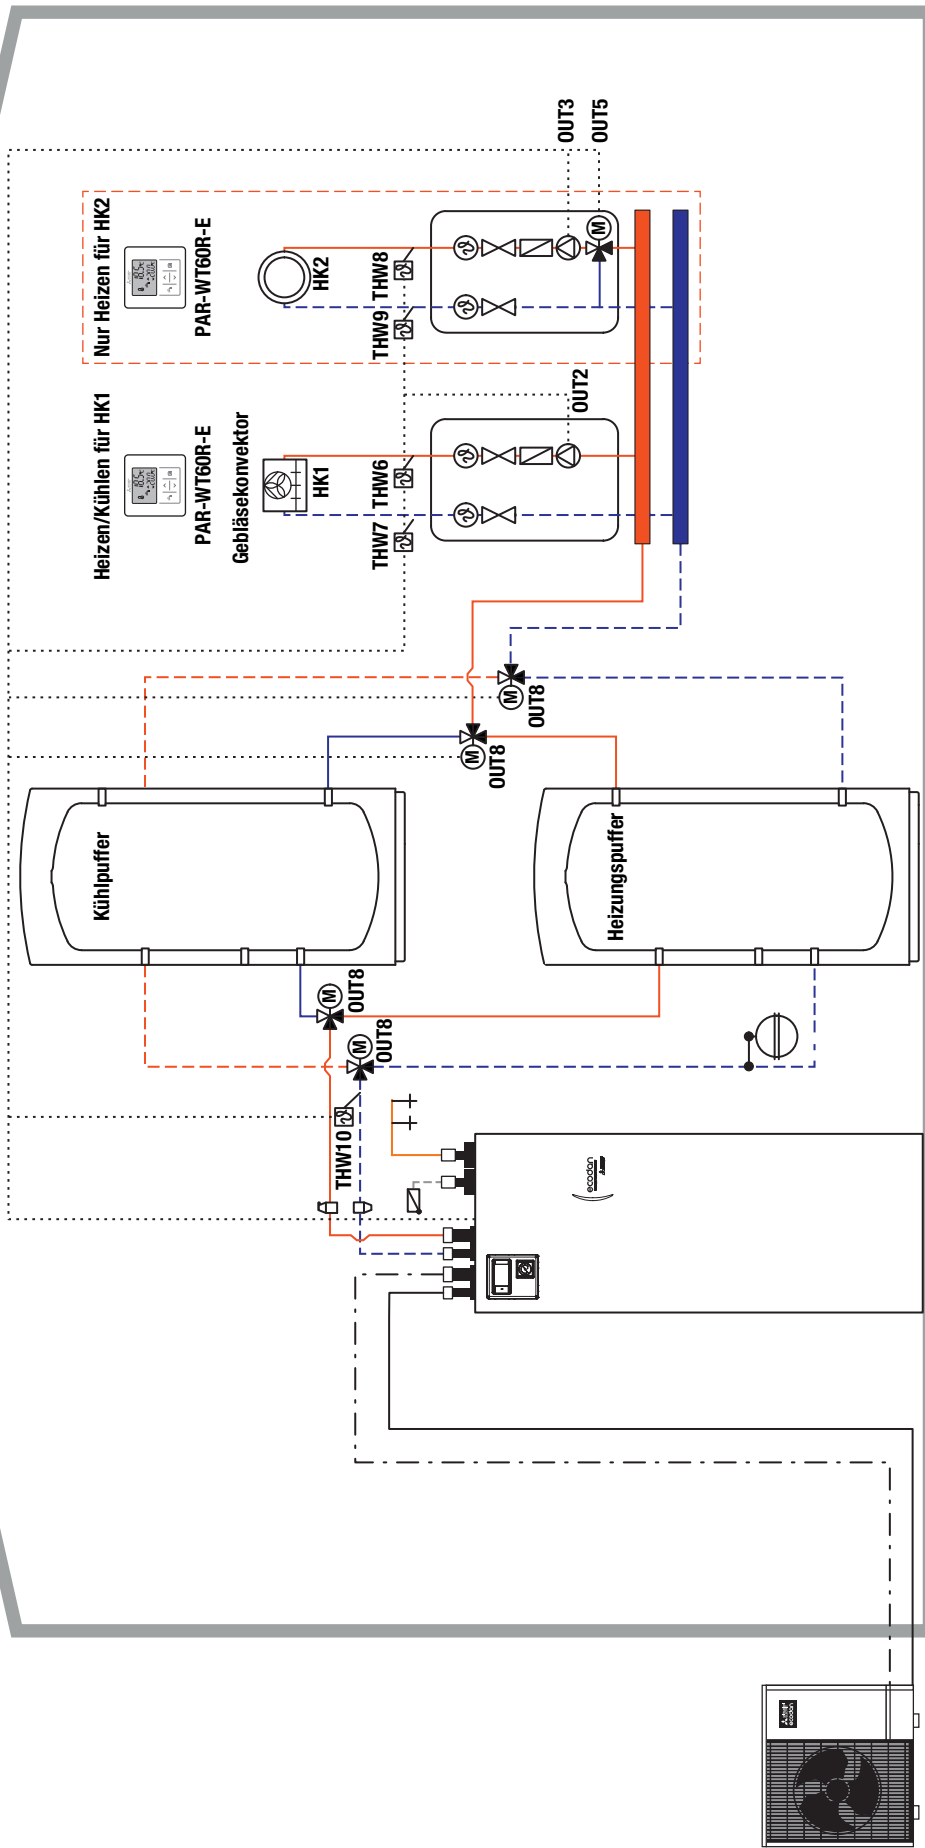 Heizen/Kühlen für HK1
Nur Heizen für HK2
PAR-WT60R-E
PAR-WT60R-E
Gebläsekonvektor
HK1
HK2
THW7
THW6
THW9
THW8
OUT2
OUT3
OUT5
M
M
OUT8
M
OUT8
Kühlpuffer
Heizungspuffer
M
OUT8
M
OUT8
THW10
ecodan
ecodan